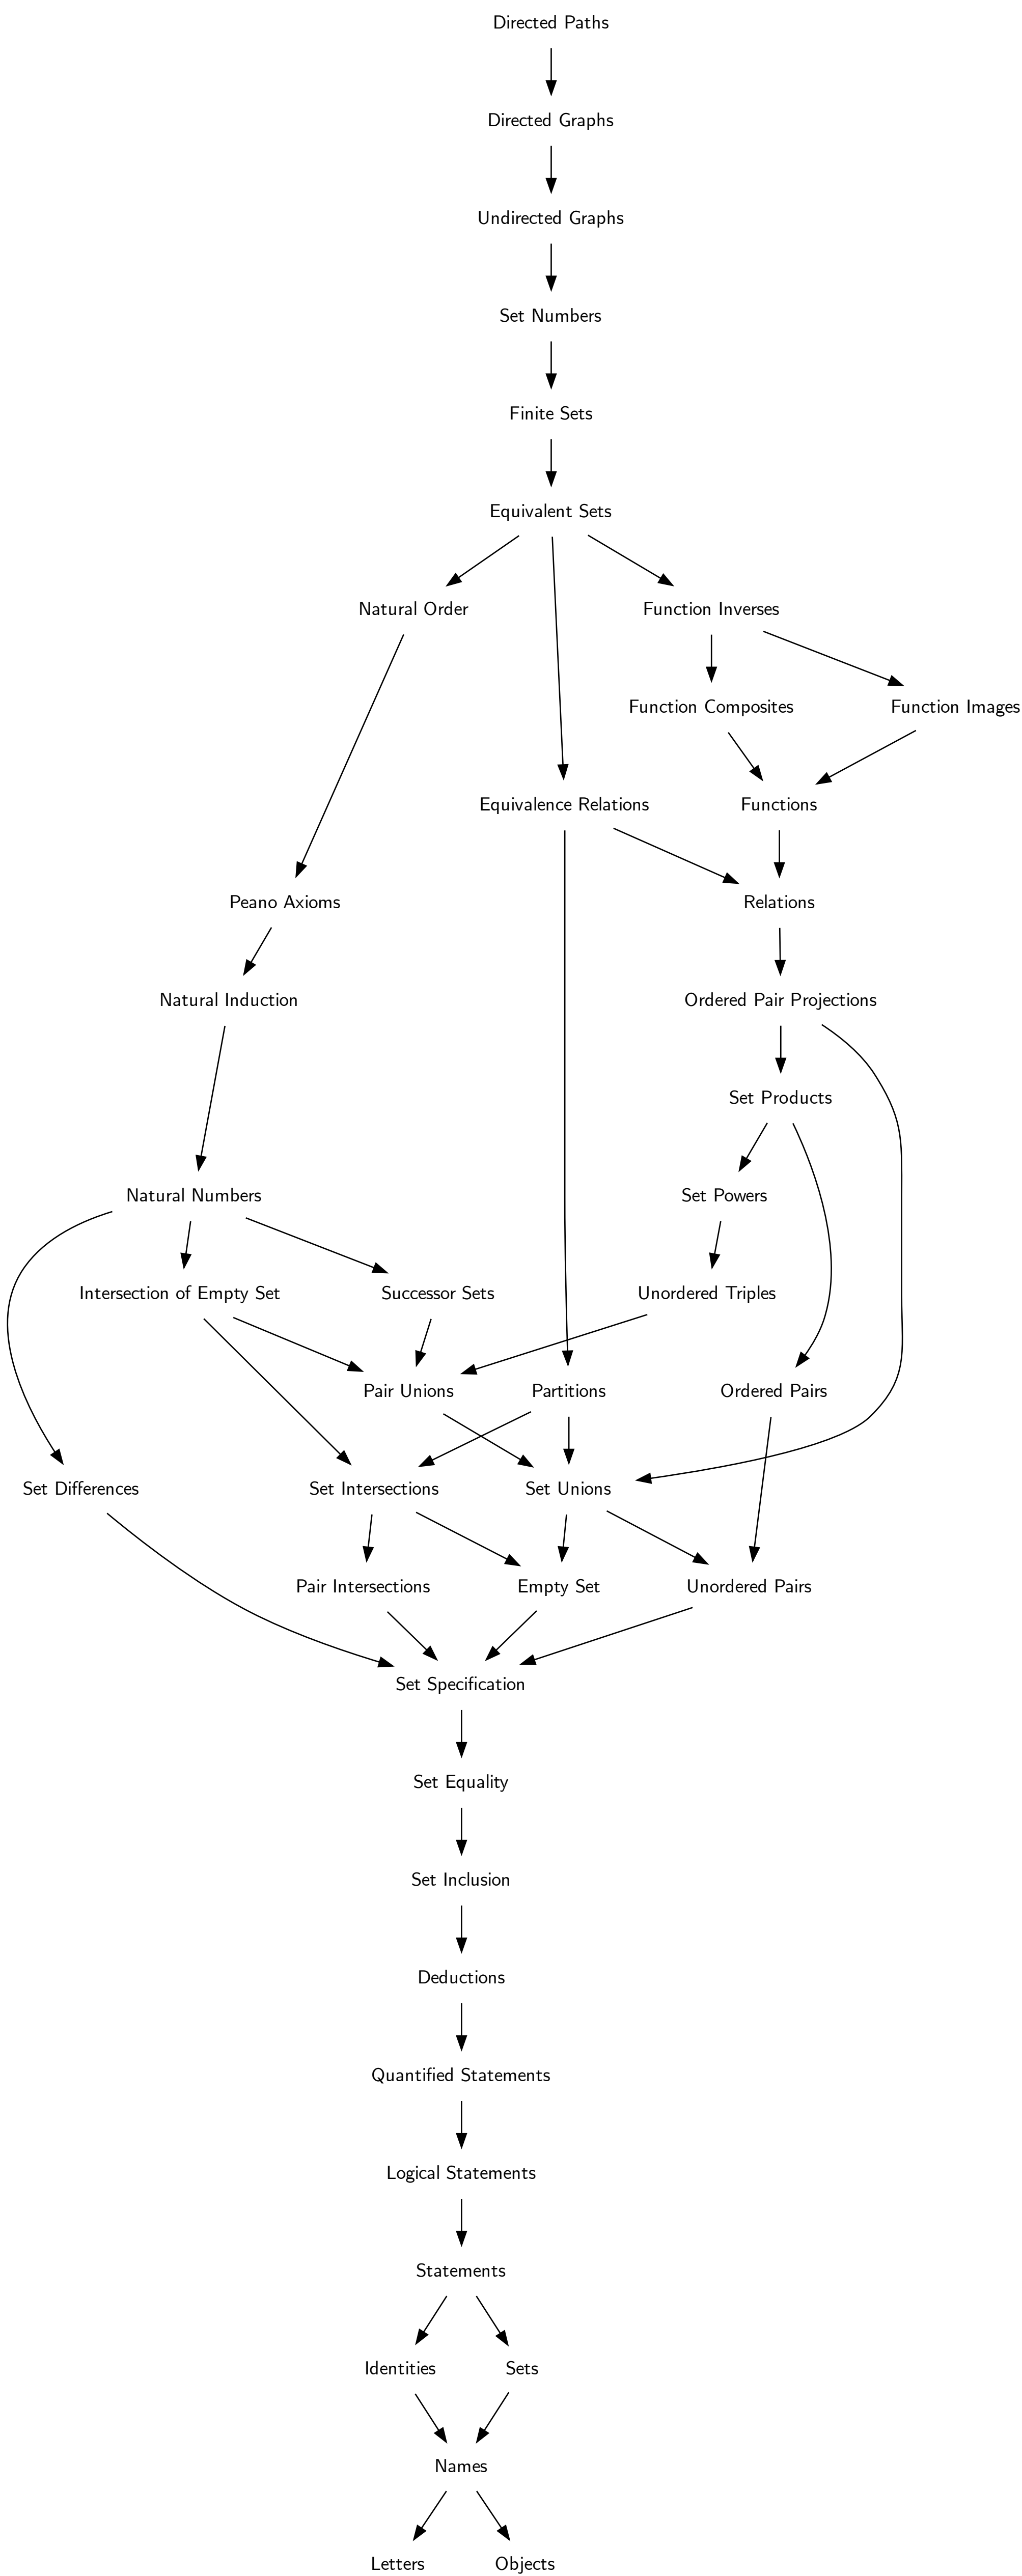 Directed Paths
Directed Graphs
Undirected Graphs
Set Numbers
Finite Sets
Equivalent Sets
Natural Order
Function Inverses
Function Composites
Function Images
Equivalence Relations
Functions
Peano Axioms
Relations
Natural Induction
Ordered Pair Projections
Set Products
Natural Numbers
Set Powers
Intersection of Empty Set
Successor Sets
Unordered Triples
Pair Unions
Partitions
Ordered Pairs
Set Differences
Set Intersections
Set Unions
Pair Intersections
Empty Set
Unordered Pairs
Set Specification
Set Equality
Set Inclusion
Deductions
Quantified Statements
Logical Statements
Statements
Identities
Sets
Names
Letters
Objects